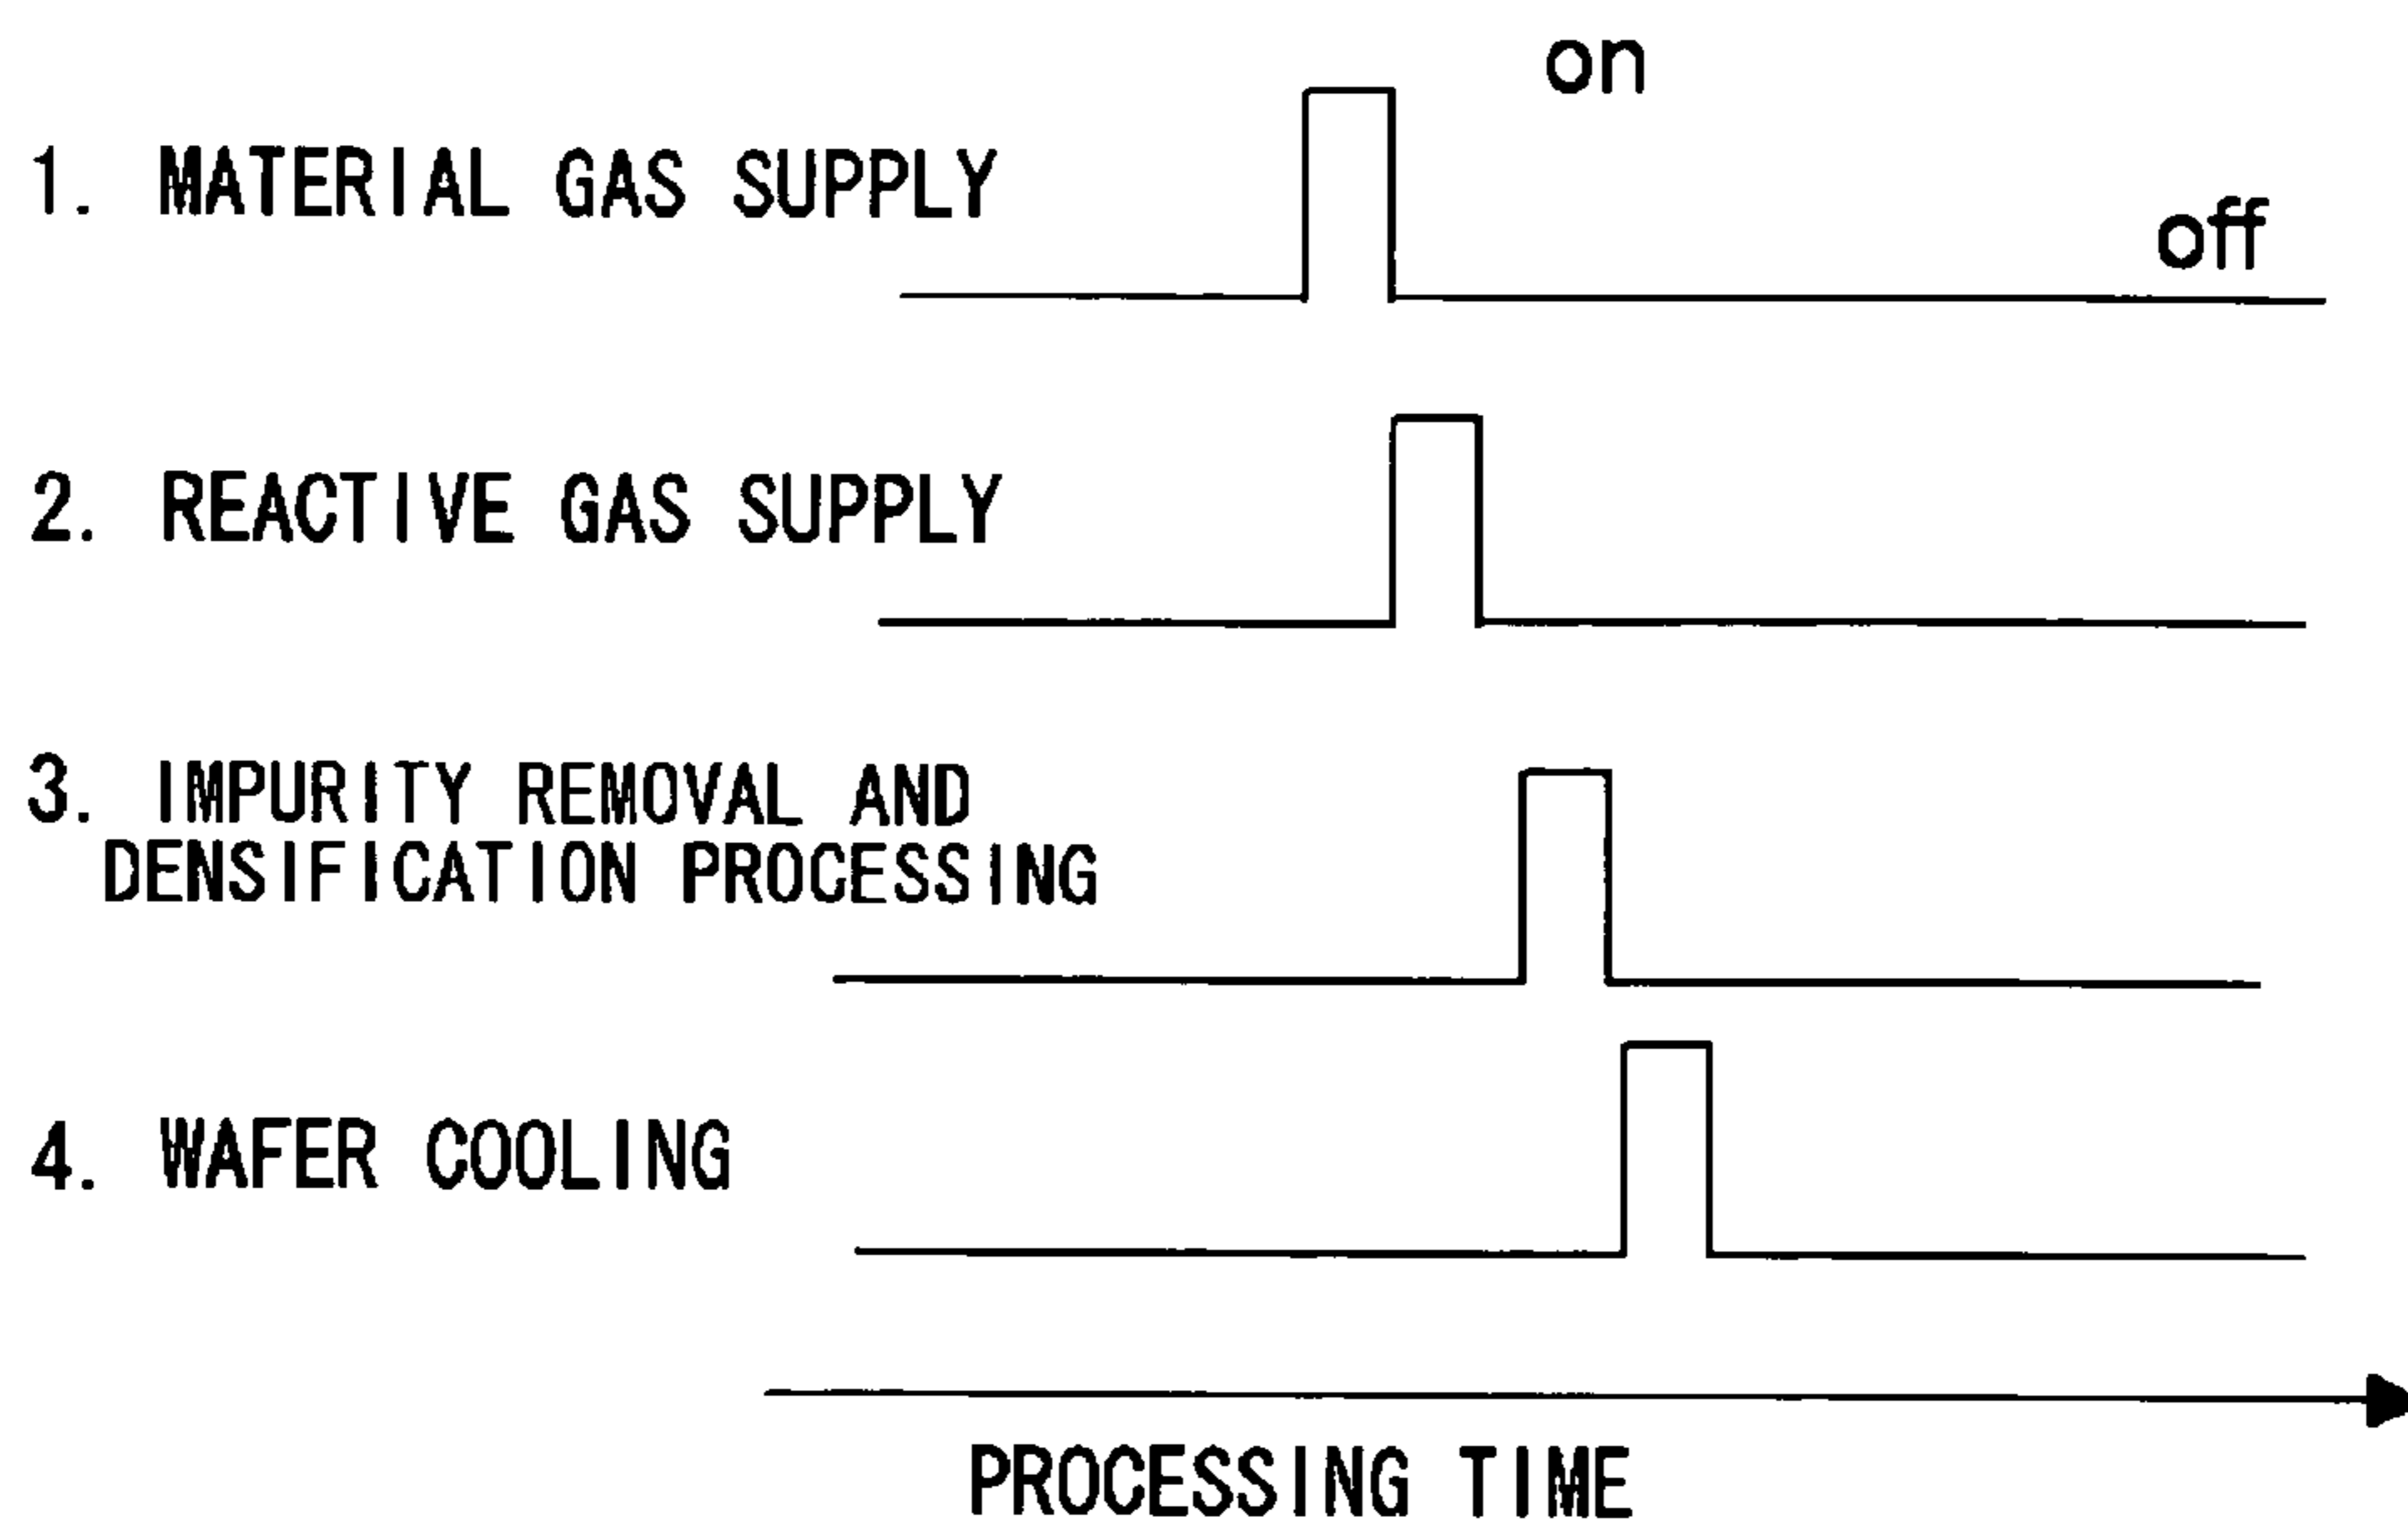 on
1. MATERIAL GAS SUPPLY
off
2. REACTIVE GAS SUPPLY
3. IMPURITY REMOVAL AND
DENSIFICATION PROCESSING
4. WAFER COOLING
PROCESSING TIME